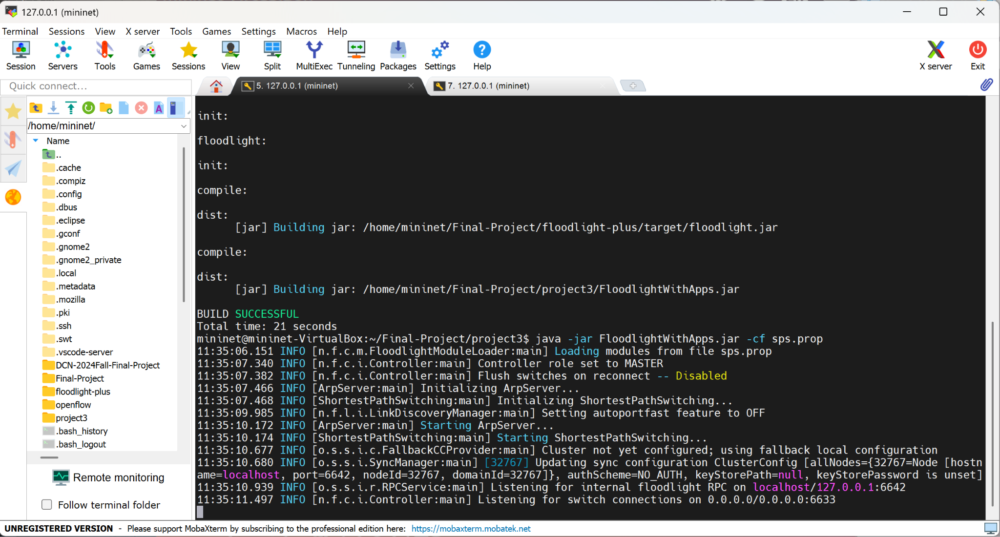 127.0.0.1 (mininet)
Terminal Sessions View X server Tools Games Settings Macros Help
Session Servers Tools Games Sessions View Split MultiExec Tunneling Packages Settings Help X server Exit
Quick connect...
5. 127.0.0.1 (mininet)
7. 127.0.0.1 (mininet)
/home/mininet/
Name
..
.cache
.compiz
.config
.dbus
.eclipse
.gconf
.gnome2
.gnome2_private
.local
.metadata
.mozilla
.pki
.ssh
.swt
.vscode-server
DCN-2024Fall-Final-Project
Final-Project
floodlight-plus
openflow
project3
.bash_history
.bash_logout
Remote monitoring
Follow terminal folder
init:
floodlight:
init:
compile:
dist:
[jar] Building jar: /home/mininet/Final-Project/floodlight-plus/target/floodlight.jar
compile:
dist:
[jar] Building jar: /home/mininet/Final-Project/project3/FloodlightWithApps.jar
BUILD SUCCESSFUL
Total time: 21 seconds
mininet@mininet-VirtualBox:~/Final-Project/project3$ java -jar FloodlightWithApps.jar -cf sps.prop
11:35:06.151 INFO [n.f.c.m.FloodlightModuleLoader:main] Loading modules from file sps.prop
11:35:07.340 INFO [n.f.c.i.Controller:main] Controller role set to MASTER
11:35:07.382 INFO [n.f.c.i.Controller:main] Flush switches on reconnect -- Disabled
11:35:07.466 INFO [ArpServer:main] Initializing ArpServer...
11:35:07.468 INFO [ShortestPathSwitching:main] Initializing ShortestPathSwitching...
11:35:09.985 INFO [n.f.l.i.LinkDiscoveryManager:main] Setting autoportfast feature to OFF
11:35:10.172 INFO [ArpServer:main] Starting ArpServer...
11:35:10.174 INFO [ShortestPathSwitching:main] Starting ShortestPathSwitching...
11:35:10.677 INFO [o.s.s.i.c.FallbackCCProvider:main] Cluster not yet configured; using fallback local configuration
11:35:10.680 INFO [o.s.s.i.SyncManager:main] [32767] Updating sync configuration ClusterConfig [allNodes={32767=Node [hostn
ame=localhost, port=6642, nodeId=32767, domainId=32767]}, authScheme=NO_AUTH, keyStorePath=null, keyStorePassword is unset]
11:35:10.939 INFO [o.s.s.i.r.RPCService:main] Listening for internal floodlight RPC on localhost/127.0.0.1:6642
11:35:11.497 INFO [n.f.c.i.Controller:main] Listening for switch connections on 0.0.0.0/0.0.0.0:6633
UNREGISTERED VERSION - Please support MobaXterm by subscribing to the professional edition here: https://mobaxterm.mobatek.net